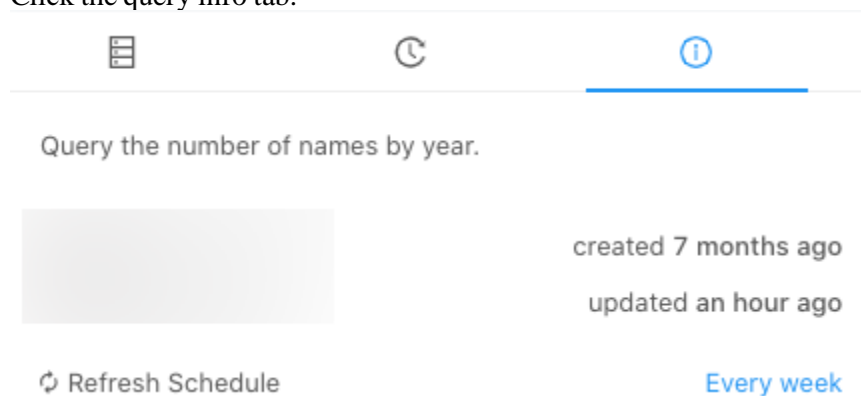 Click the query info tab.
Query the number of names by year.
created 7 months ago
updated an hour ago
Refresh Schedule
Every week